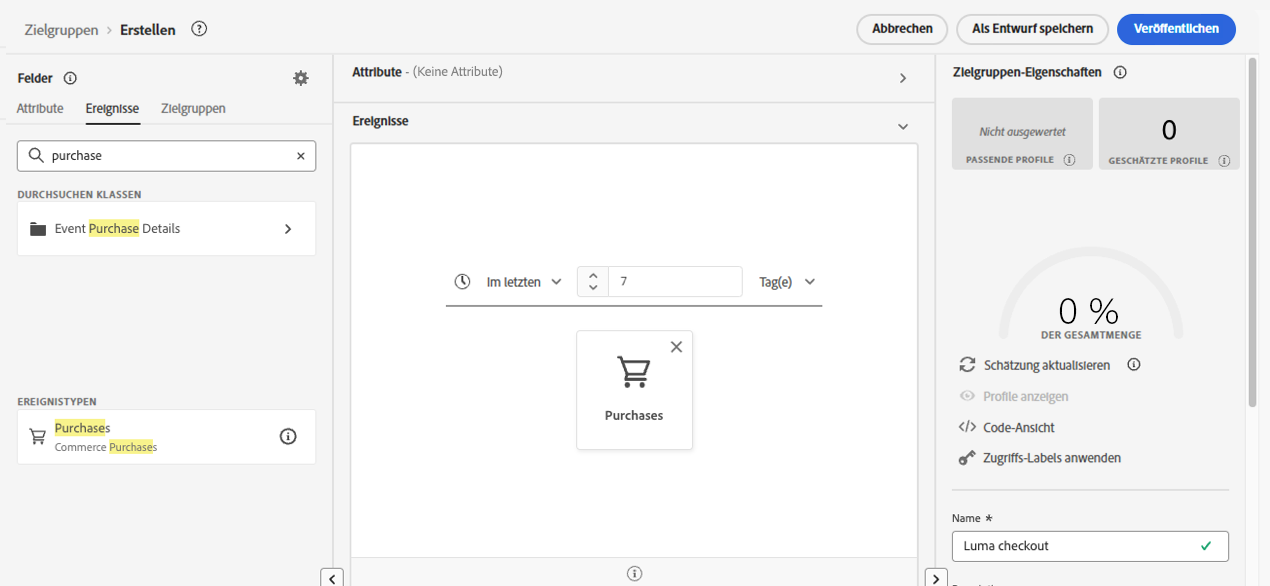 Zielgruppen > Erstellen
Abbrechen
Als Entwurf speichern
Veröffentlichen
Felder
Attribute Ereignisse Zielgruppen
purchase
DURCHSUCHEN KLASSEN
Event Purchase Details
EREIGNISTYPEN
Purchases
Commerce Purchases
Attribute - (Keine Attribute)
Ereignisse
Im letzten 7 Tag(e)
Purchases
Zielgruppen-Eigenschaften
Nicht ausgewertet
PASSENDE PROFILE
0
GESCHÄTZTE PROFILE
0 %
DER GESAMTMENGE
Schätzung aktualisieren
Profile anzeigen
Code-Ansicht
Zugriffs-Labels anwenden
Name *
Luma checkout